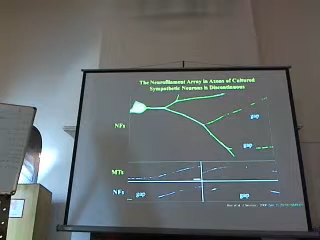 The Neurofilament Array in Axons of Cultured
Sympathetic Neurons is Discontinuous
NFs
gap
gap
MTs
NFs
gap
gap